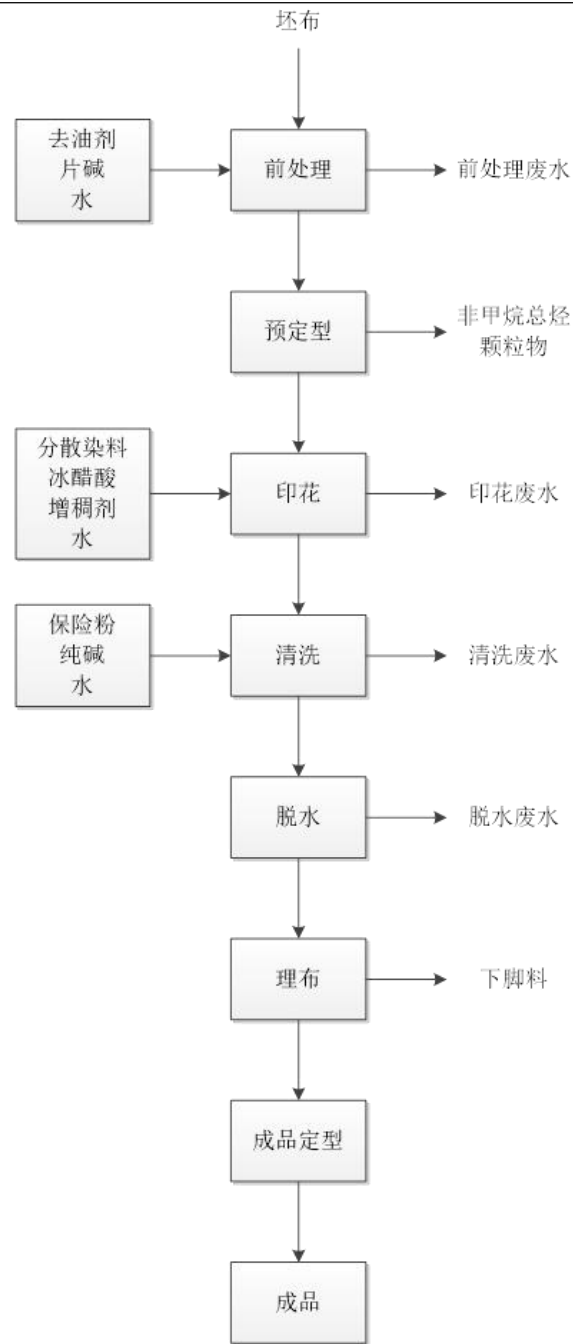 坯布
去油剂
片碱
水
前处理
前处理废水
预定型
非甲烷总烃
颗粒物
分散染料
冰醋酸
增稠剂
水
印花
印花废水
保险粉
纯碱
水
清洗
清洗废水
脱水
脱水废水
理布
下脚料
成品定型
成品